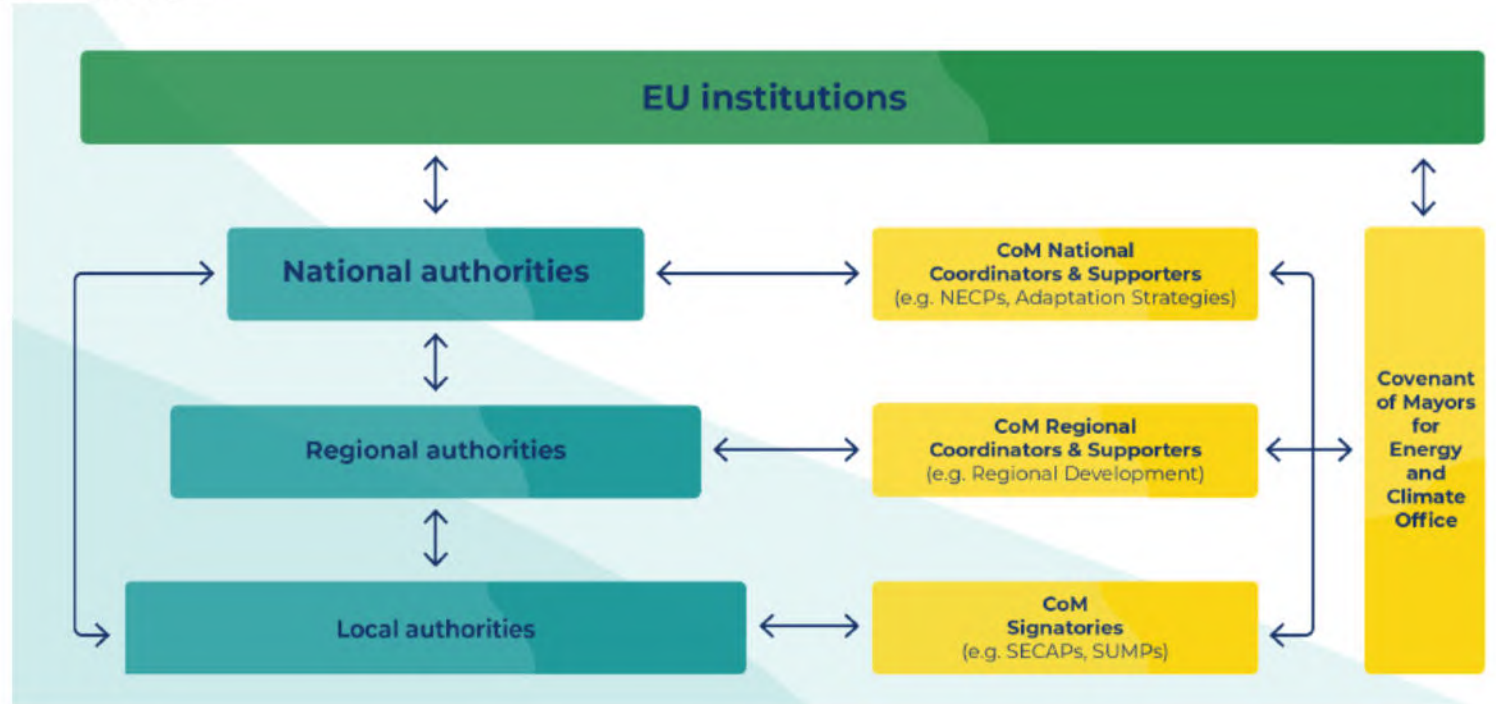 EU institutions
National authorities
CoM National
Coordinators & Supporters
(e.g. NECPs, Adaptation Strategies)
Regional authorities
CoM Regional
Coordinators & Supporters
(e.g. Regional Development)
Local authorities
CoM
Signatories
(e.g. SECAPs, SUMPs)
Covenant
of Mayors
for
Energy
and
Climate
Office